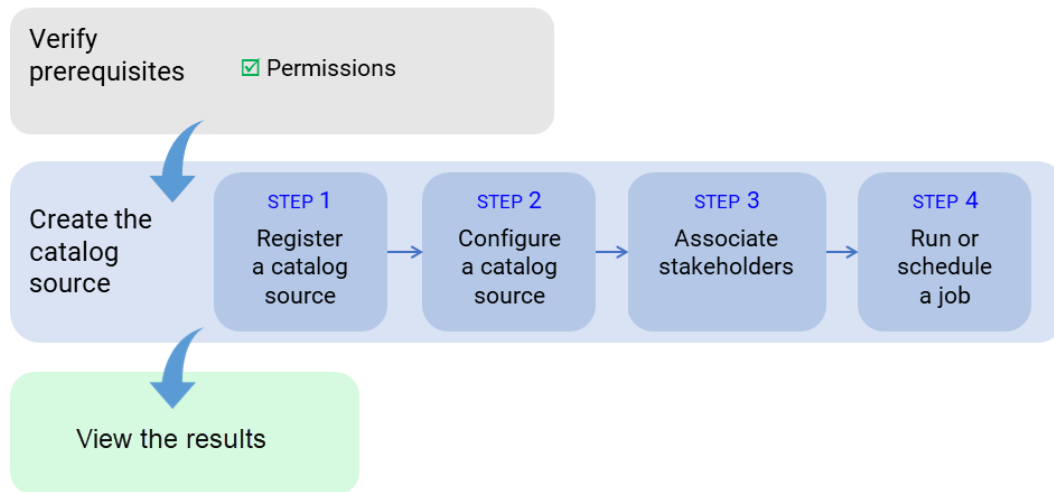 Verify
prerequisites
Permissions
Create the
catalog
source
STEP 1
Register
a catalog
source
STEP 2
Configure
a catalog
source
STEP 3
Associate
stakeholders
STEP 4
Run or
schedule
a job
View the results